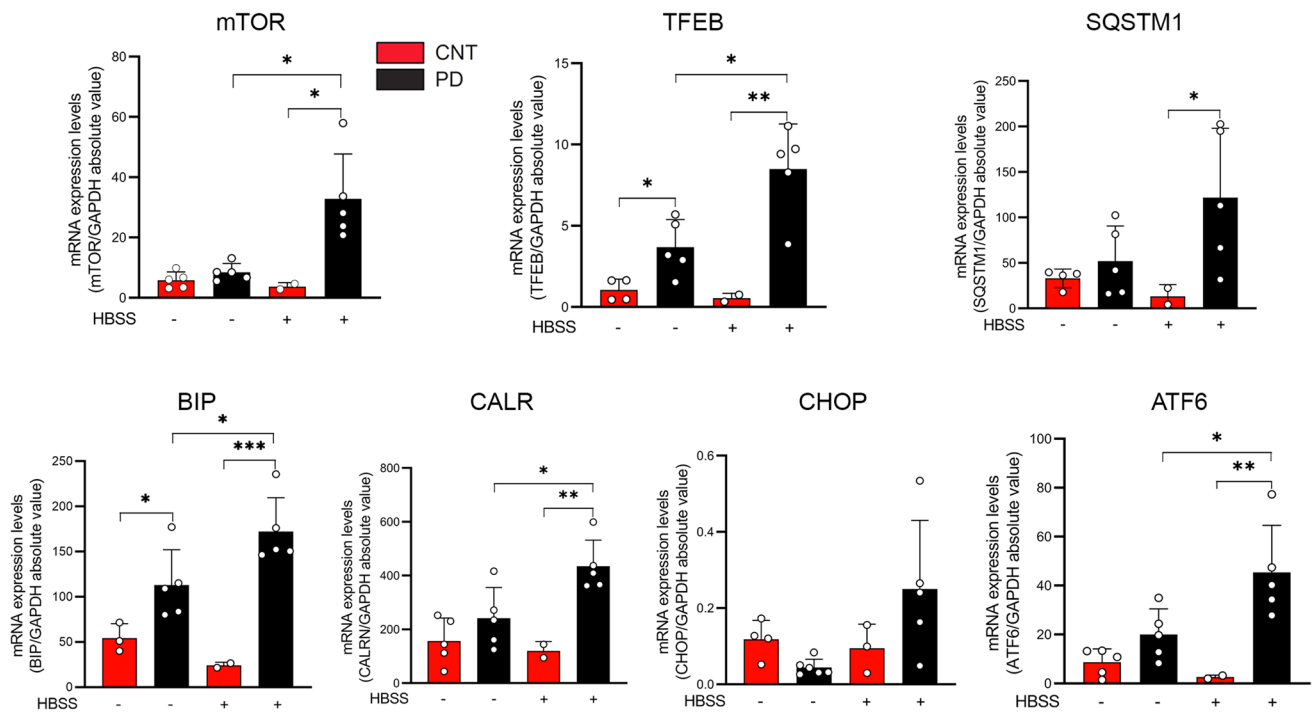 mTOR
mRNA expression levels
(mTOR/GAPDH absolute value)
80
60
40
20
0
*
*
HBSS - - + +
CNT
PD
TFEB
mRNA expression levels
(TFEB/GAPDH absolute value)
15
10
5
0
*
**
*
HBSS - - + +
SQSTM1
mRNA expression levels
(SQSTM1/GAPDH absolute value)
250
200
150
100
50
0
*
HBSS - - + +
BIP
mRNA expression levels
(BIP/GAPDH absolute value)
250
200
150
100
50
0
*
***
*
HBSS - - + +
CALR
mRNA expression levels
(CALRN/GAPDH absolute value)
800
600
400
200
0
*
**
HBSS - - + +
CHOP
mRNA expression levels
(CHOP/GAPDH absolute value)
0.6
0.4
0.2
0.0
HBSS - - + +
ATF6
mRNA expression levels
(ATF6/GAPDH absolute value)
100
80
60
40
20
0
*
**
HBSS - - + +